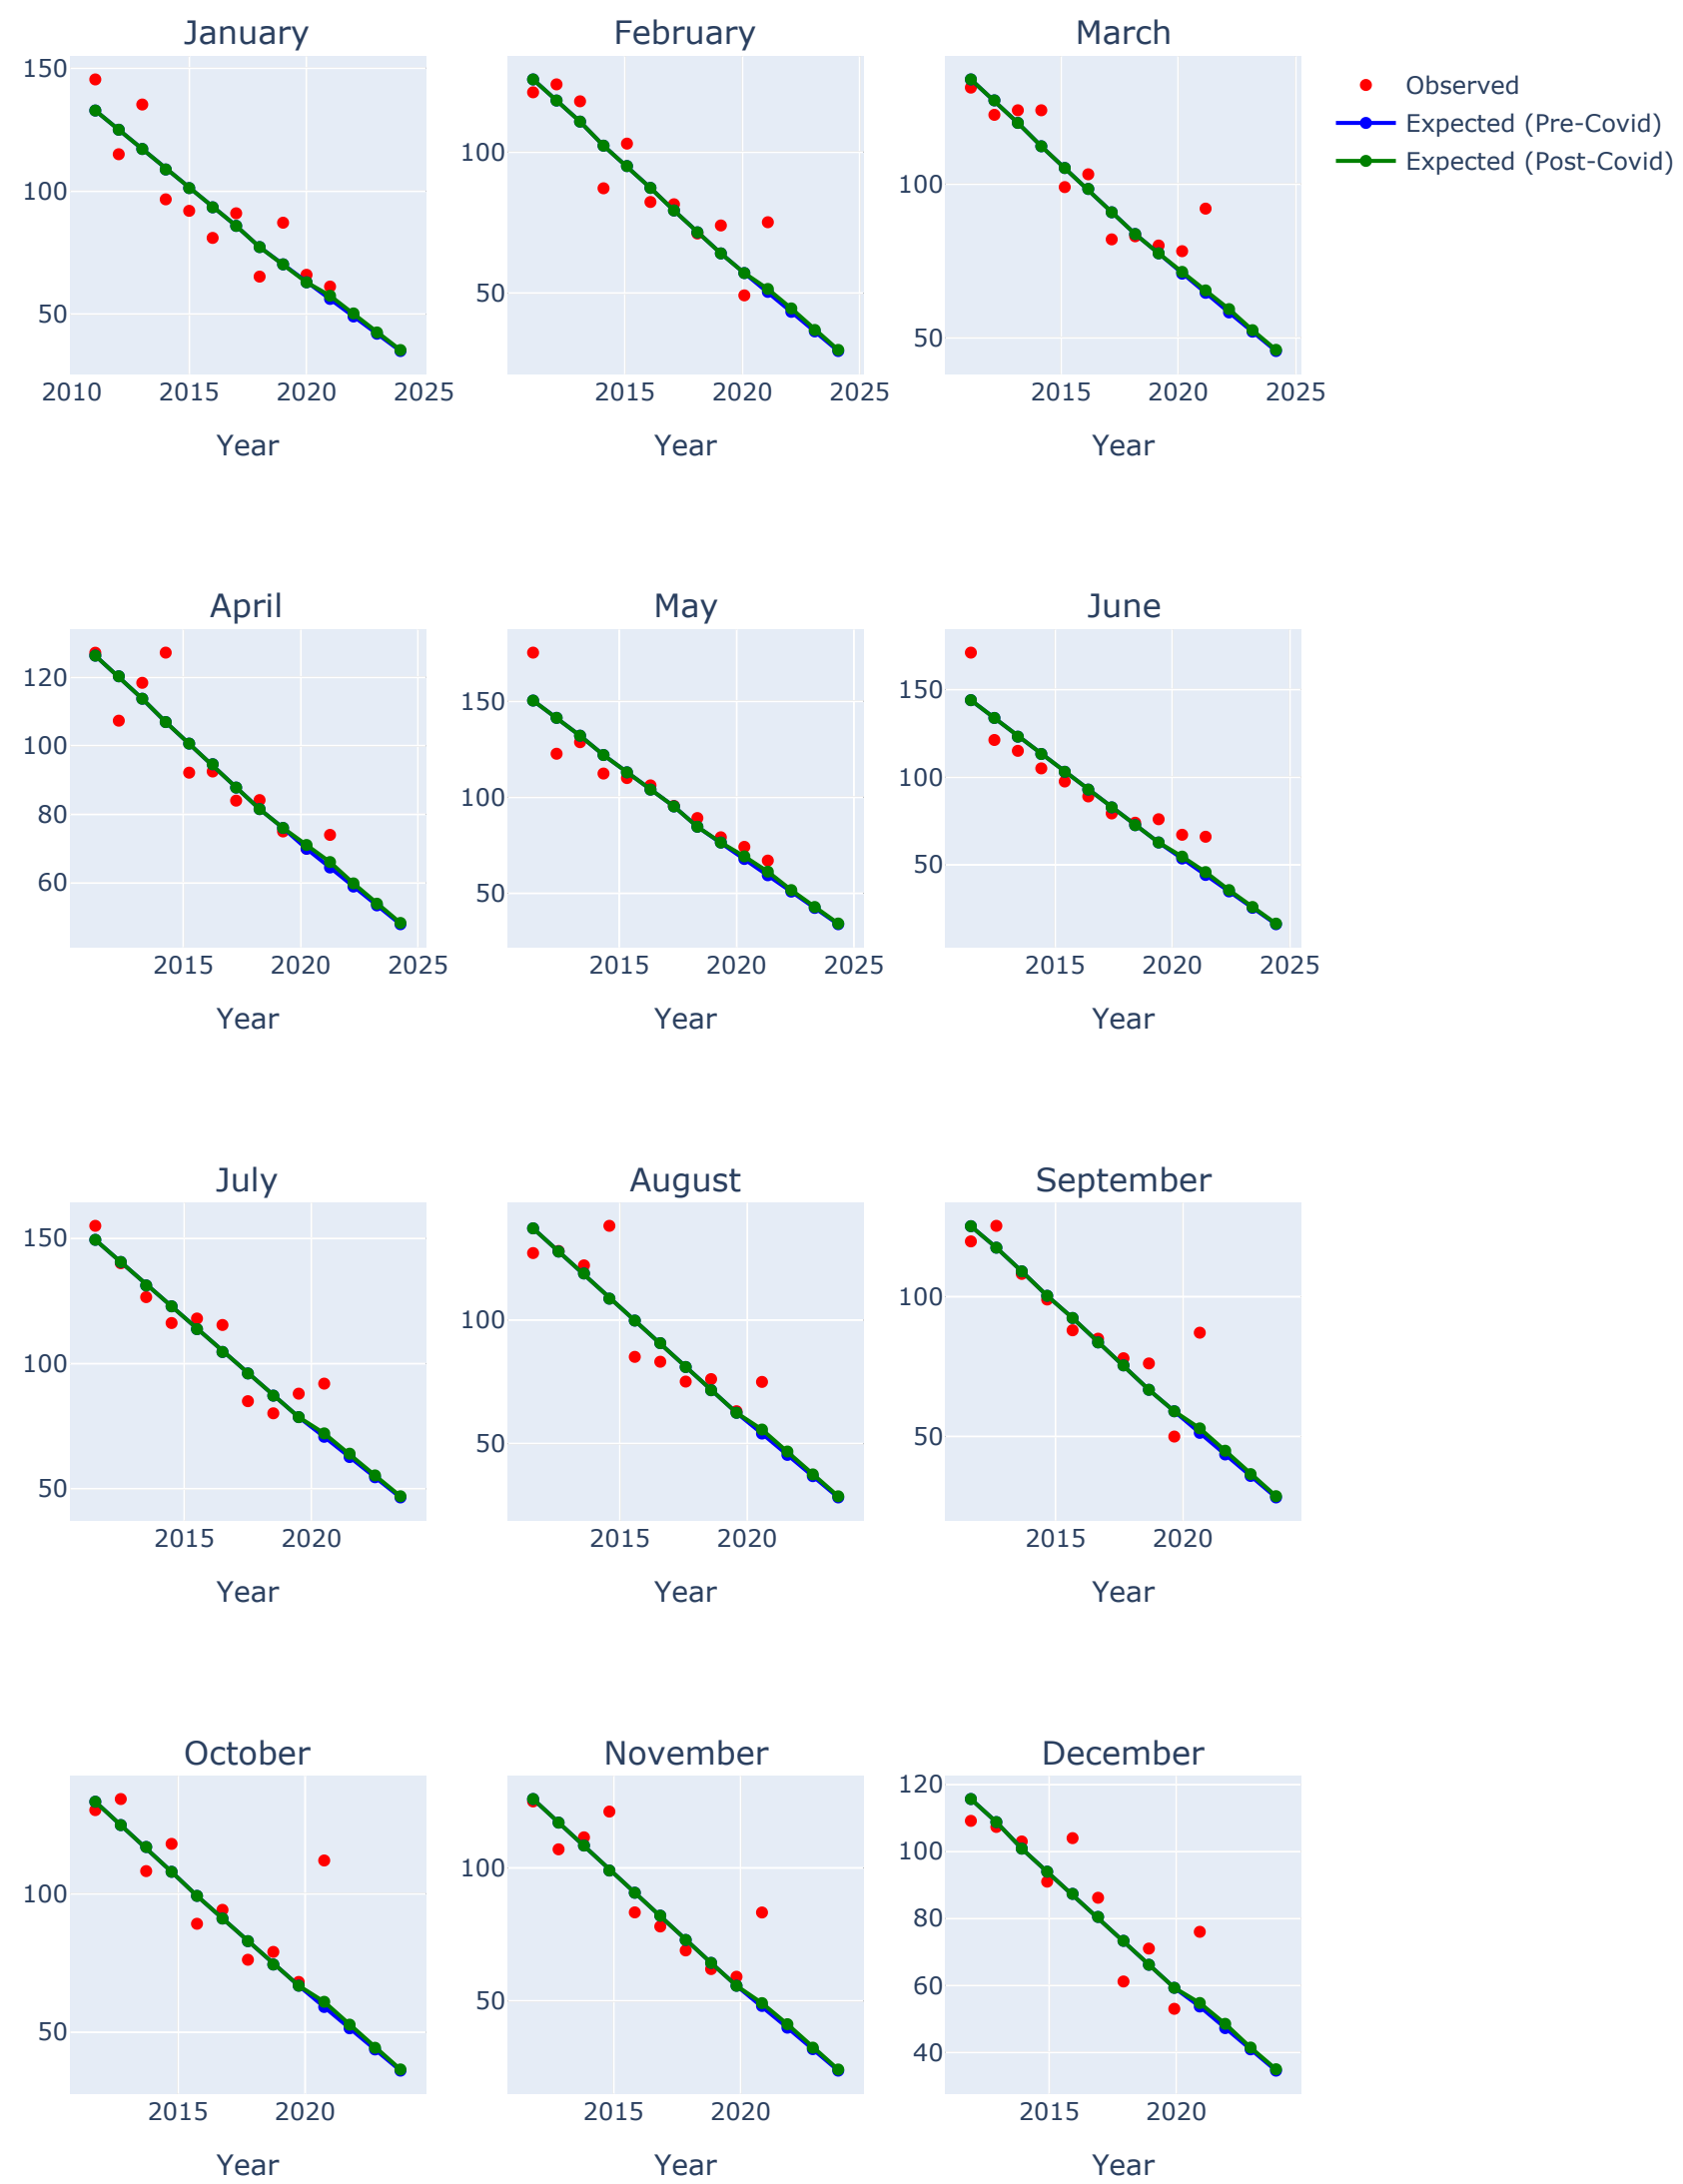 January February March
150
100
50
2010 2015 2020 2025
Year
100
50
2015 2020 2025
Year
100
50
2015 2020 2025
Year
Observed
Expected (Pre-Covid)
Expected (Post-Covid)
April May June
120
100
80
60
2015 2020 2025
Year
150
100
50
2015 2020 2025
Year
150
100
50
2015 2020 2025
Year
July August September
150
100
50
2015 2020
Year
100
50
2015 2020
Year
100
50
2015 2020
Year
October November December
100
50
2015 2020
Year
100
50
2015 2020
Year
120
100
80
60
40
2015 2020
Year